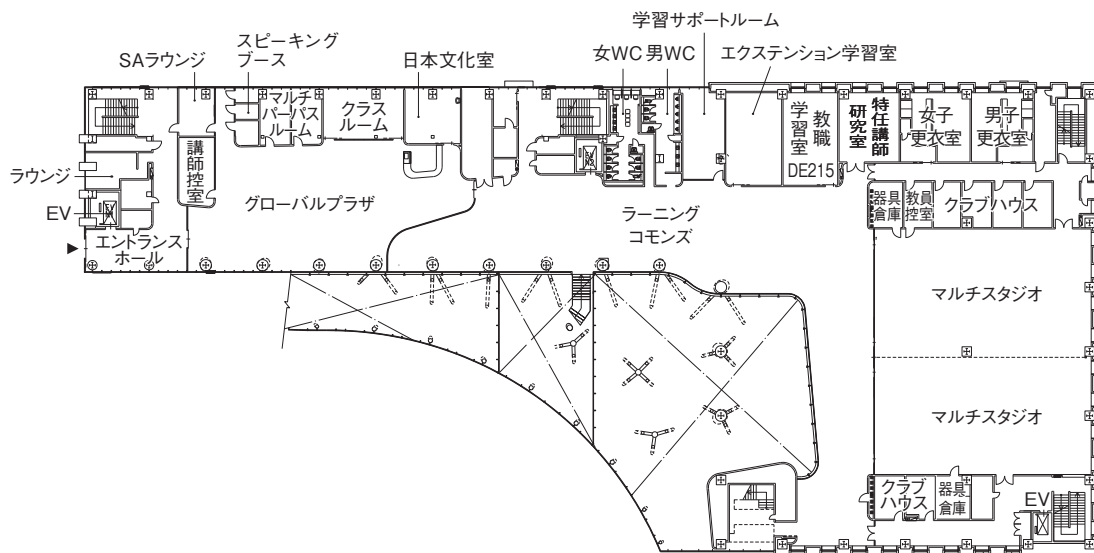 学習サポートルーム
スピーキング
ブース
SAラウンジ
日本文化室
女WC 男WC
エクステンション学習室
マルチ
パーパス
ルーム
クラス
ルーム
教職
学習室
DE215
特任講師
研究室
女子
更衣室
男子
更衣室
講師控室
ラウンジ
EV
グローバルプラザ
ラーニング
コモンズ
器具
倉庫
教員
控室
クラブハウス
エントランス
ホール
マルチスタジオ
マルチスタジオ
クラブ
ハウス
器具
倉庫
EV